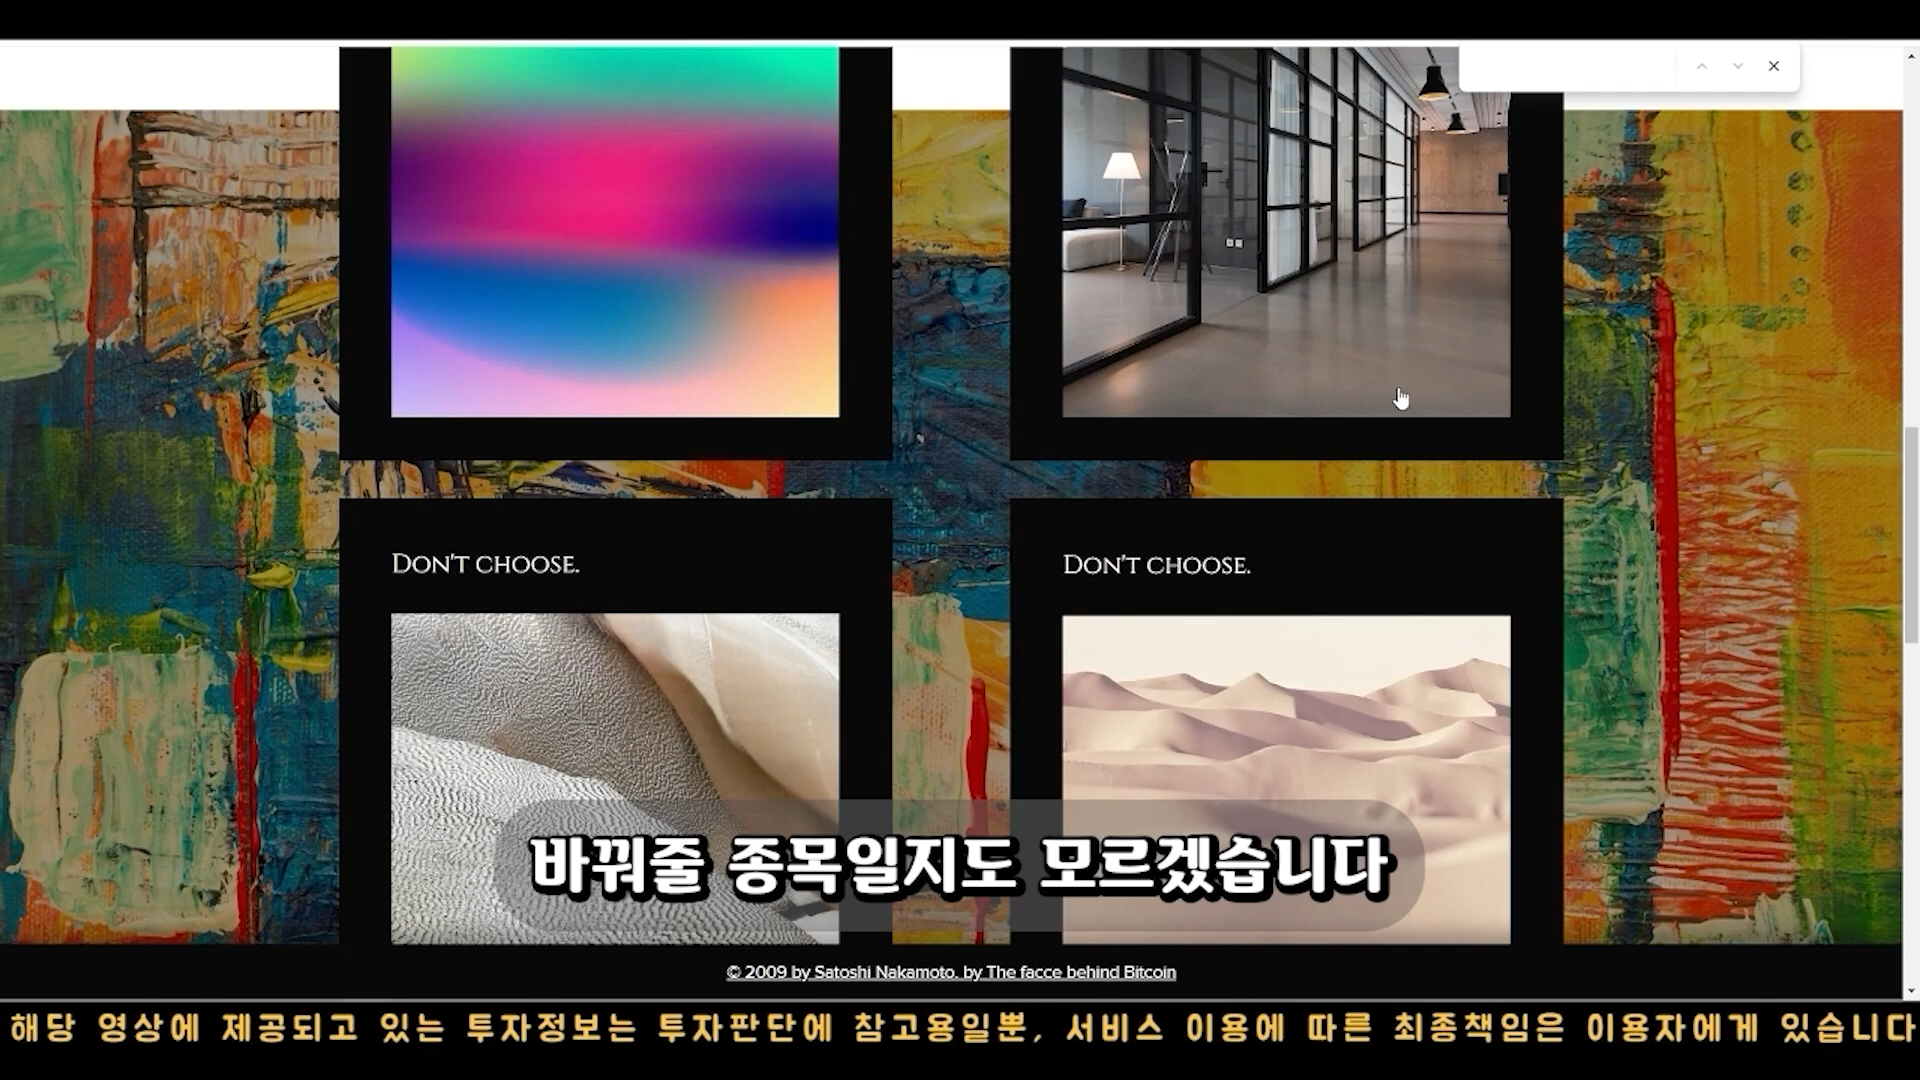 DON'T CHOOSE.
DON'T CHOOSE.
바꿔줄 종목일지도 모르겠습니다
© 2009 by Satoshi Nakamoto. by The facce behind Bitcoin
해당 영상에 제공되고 있는 투자정보는 투자판단에 참고용일뿐, 서비스 이용에 따른 최종책임은 이용자에게 있습니다